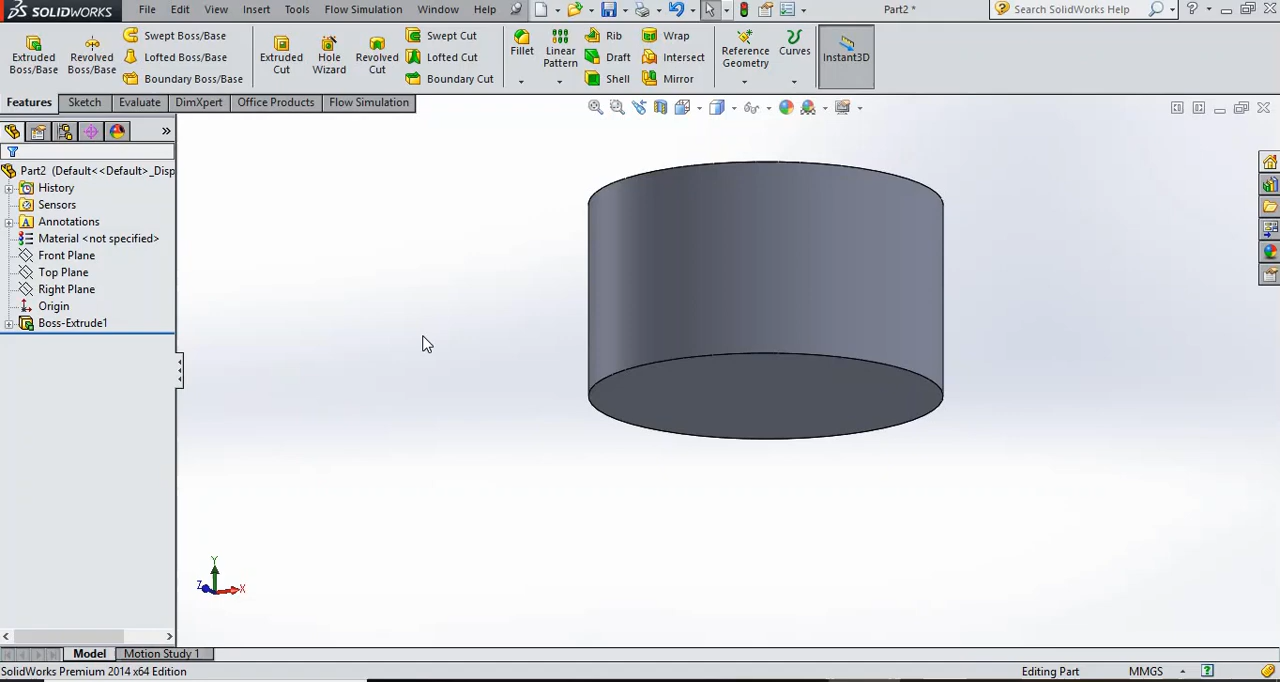 SOLIDWORKS File Edit View Insert Tools Flow Simulation Window Help Part2 * Search SolidWorks Help
Extruded Boss/Base
Revolved Boss/Base
Swept Boss/Base
Lofted Boss/Base
Boundary Boss/Base
Extruded Cut
Hole Wizard
Revolved Cut
Swept Cut
Lofted Cut
Boundary Cut
Fillet
Linear Pattern
Rib
Draft
Shell
Wrap
Intersect
Mirror
Reference Geometry
Curves
Instant3D
Features Sketch Evaluate DimXpert Office Products Flow Simulation
Part2 (Default<<Default>_Disp
History
Sensors
Annotations
Material <not specified>
Front Plane
Top Plane
Right Plane
Origin
Boss-Extrude1
Y
Z X
Model Motion Study 1
SolidWorks Premium 2014 x64 Edition Editing Part MMGS